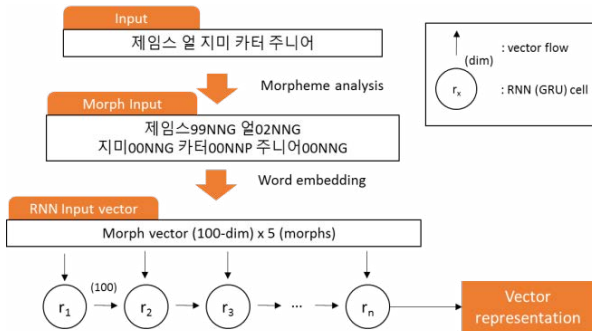 Input
제임스 얼 지미 카터 주니어
Morpheme analysis
Morph Input
제임스99NNG 얼02NNG
지미00NNG 카터00NNP 주니어00NNG
Word embedding
RNN Input vector
Morph vector (100-dim) x 5 (morphs)
r1
(100)
r2
r3
...
rn
Vector
representation
: vector flow
(dim)
rx
: RNN (GRU) cell